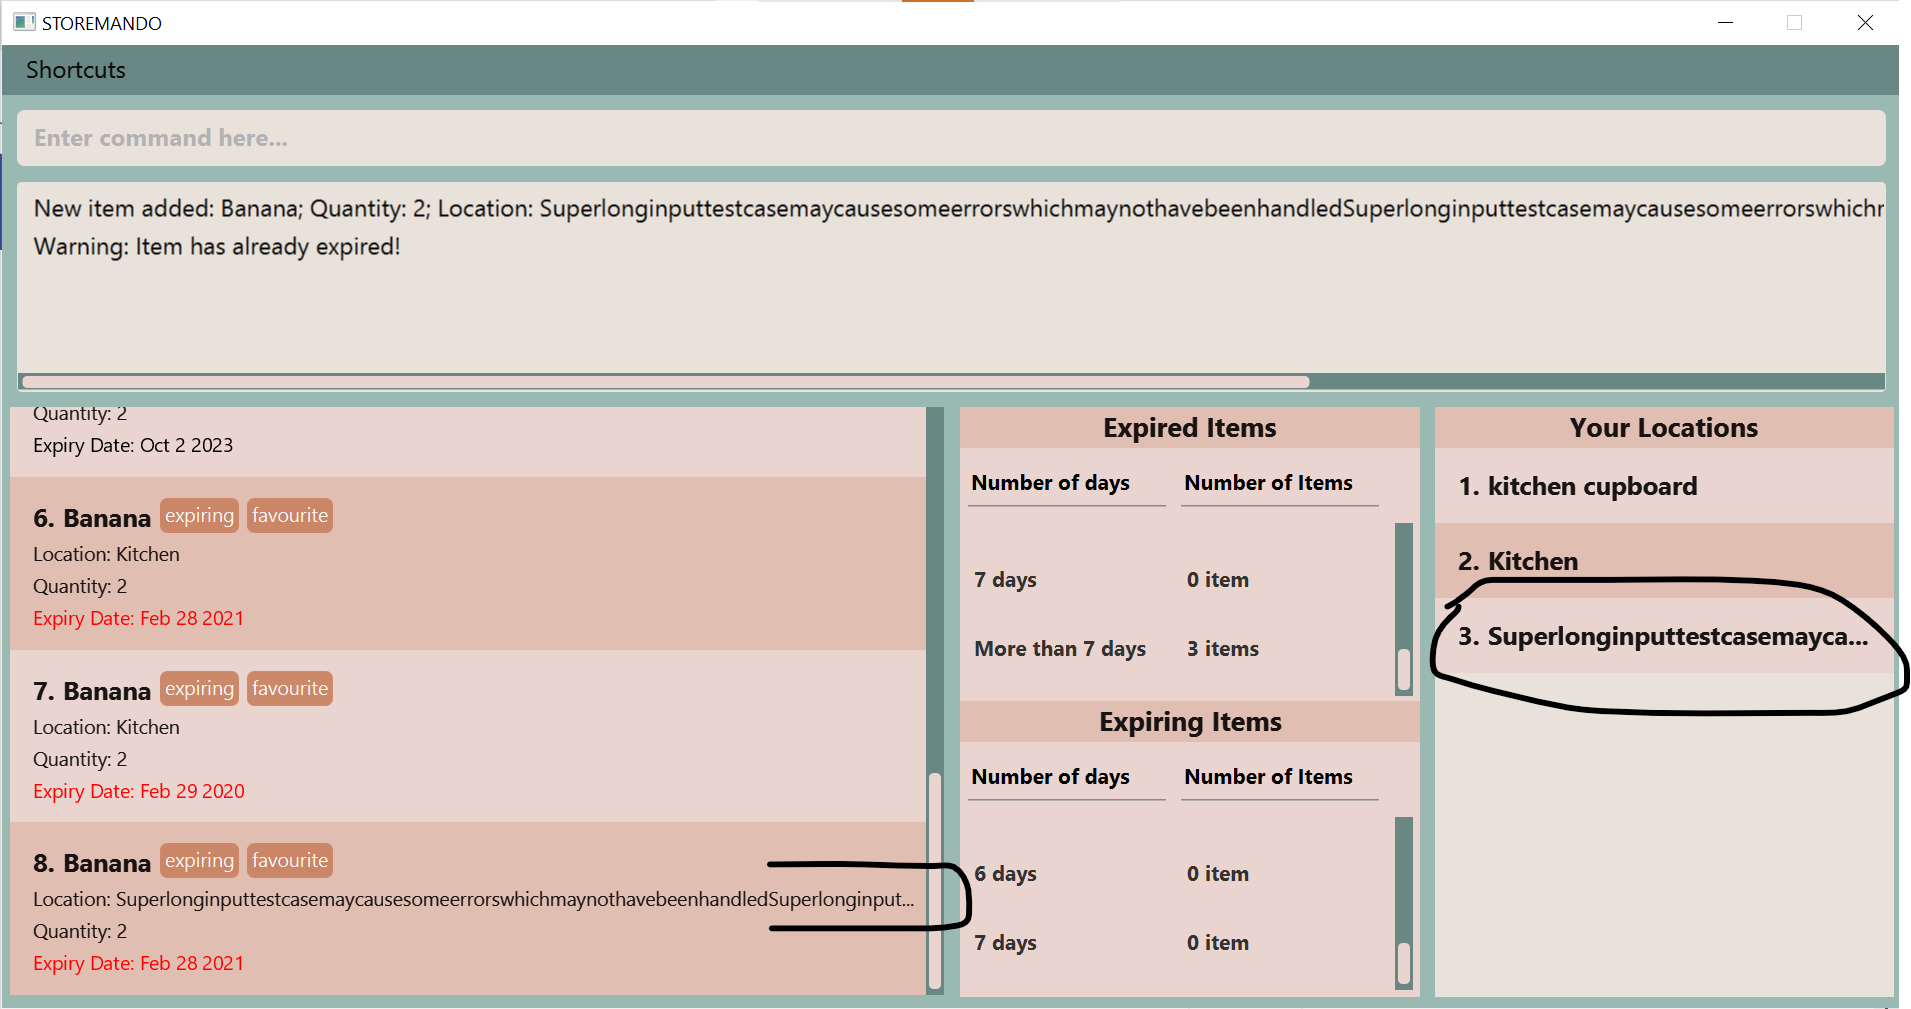 STOREMANDO
Shortcuts
Enter command here...
New item added: Banana; Quantity: 2; Location: SuperlonginputtestcasemaycausesomeerrorswhichmaynothavebeenhandledSuperlonginputtestcasemaycausesomeerrorswhich
Warning: Item has already expired!
Quantity: 2
Expiry Date: Oct 2 2023
6. Banana expiring favourite
Location: Kitchen
Quantity: 2
Expiry Date: Feb 28 2021
7. Banana expiring favourite
Location: Kitchen
Quantity: 2
Expiry Date: Feb 29 2020
8. Banana expiring favourite
Location: SuperlonginputtestcasemaycausesomeerrorswhichmaynothavebeenhandledSuperlonginput...
Quantity: 2
Expiry Date: Feb 28 2021
Expired Items
Number of days Number of Items
7 days 0 item
More than 7 days 3 items
Expiring Items
Number of days Number of Items
6 days 0 item
7 days 0 item
Your Locations
1. kitchen cupboard
2. Kitchen
3. Superlonginputtestcasemayca...